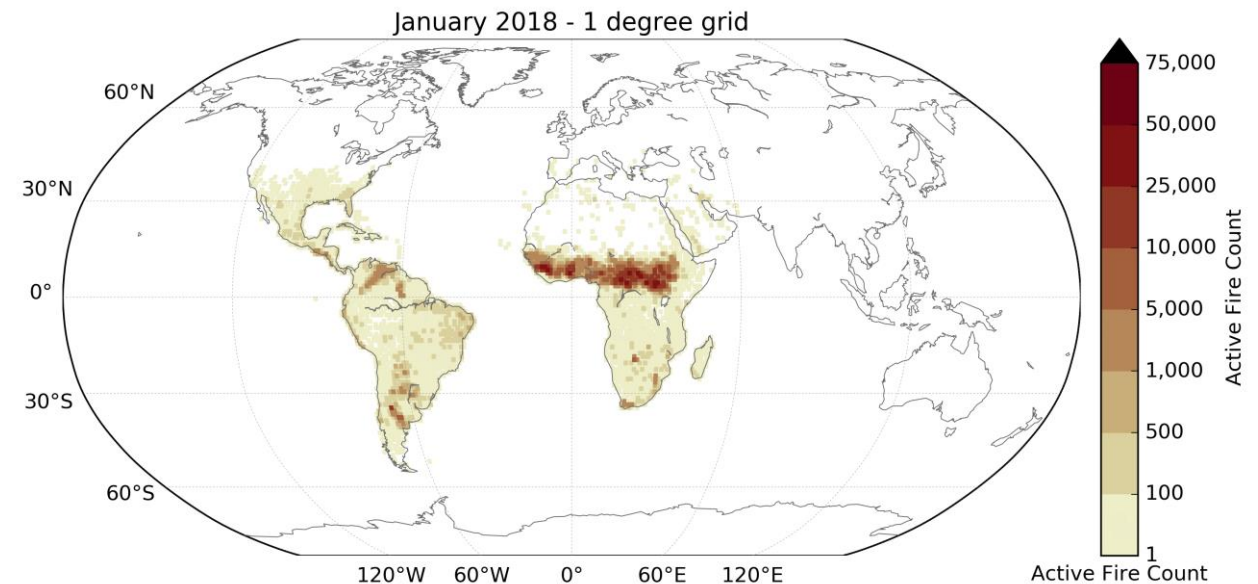 January 2018 - 1 degree grid
60°N
30°N
0°
30°S
60°S
120°W 60°W 0° 60°E 120°E
75,000
50,000
25,000
10,000
5,000
1,000
500
100
1
Active Fire Count
Active Fire Count